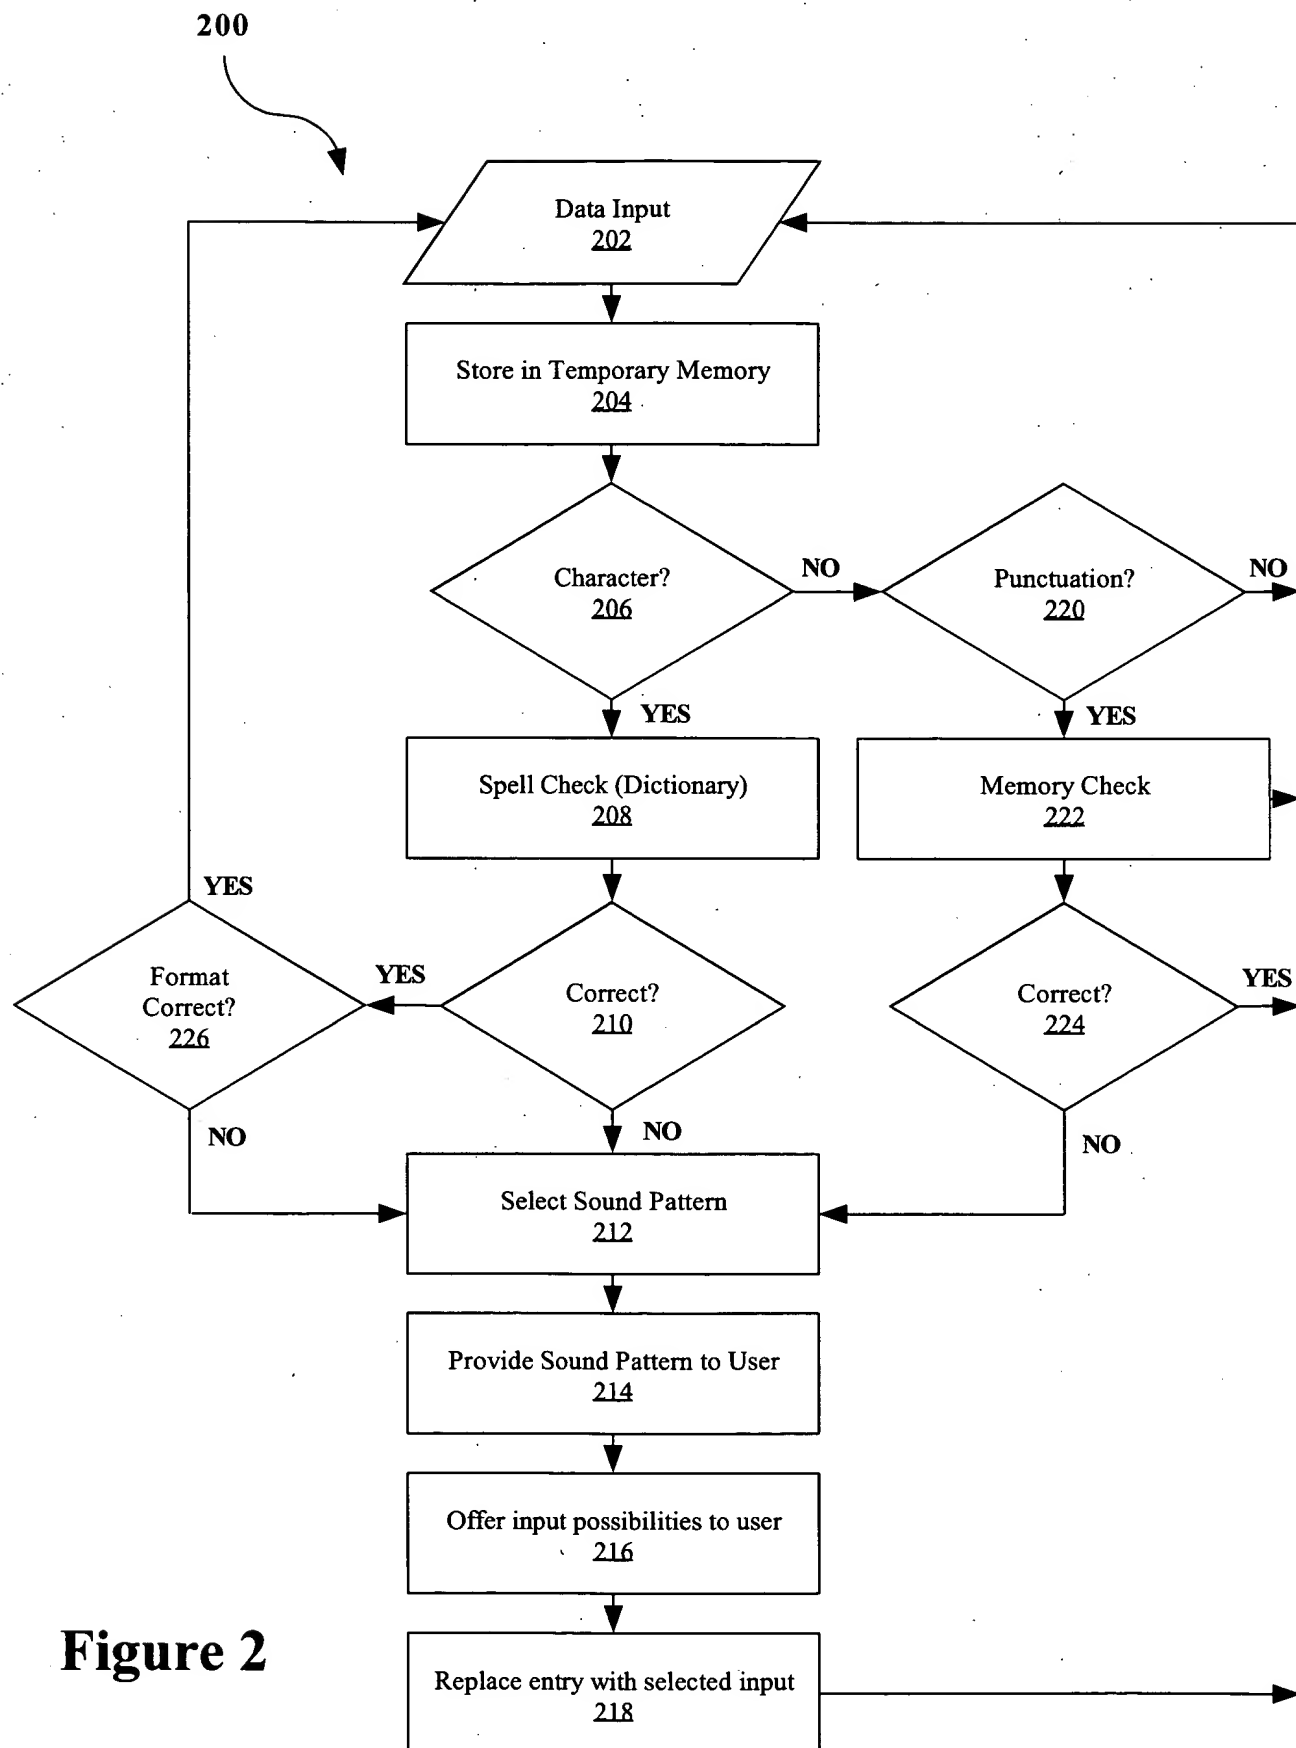 200
Data Input
202
Store in Temporary Memory
204
Character?
206
NO
Punctuation?
220
NO
YES
YES
Spell Check (Dictionary)
208
Memory Check
222
YES
Format
Correct?
226
YES
Correct?
210
Correct?
224
YES
NO
NO
NO
Select Sound Pattern
212
Provide Sound Pattern to User
214
Offer input possibilities to user
216
Replace entry with selected input
218
Figure 2